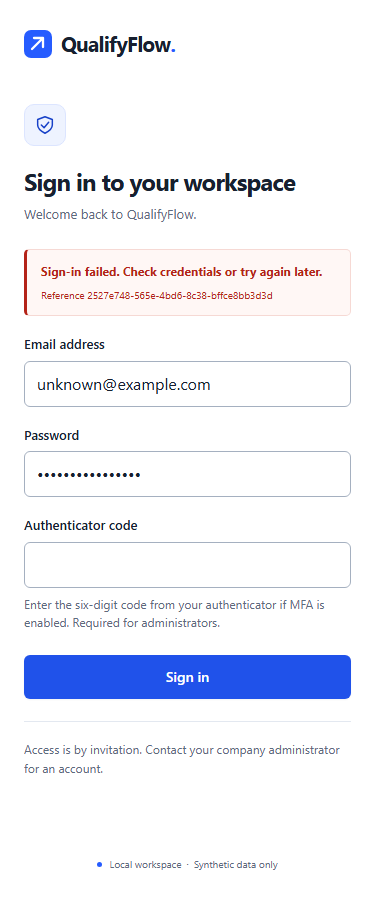 QualifyFlow.
Sign in to your workspace
Welcome back to QualifyFlow.
Sign-in failed. Check credentials or try again later.
Reference 2527e748-565e-4bd6-8c38-bffce8bb3d3d
Email address
unknown@example.com
Password
••••••••••••••••
Authenticator code
Enter the six-digit code from your authenticator if MFA is
enabled. Required for administrators.
Sign in
Access is by invitation. Contact your company administrator
for an account.
Local workspace · Synthetic data only